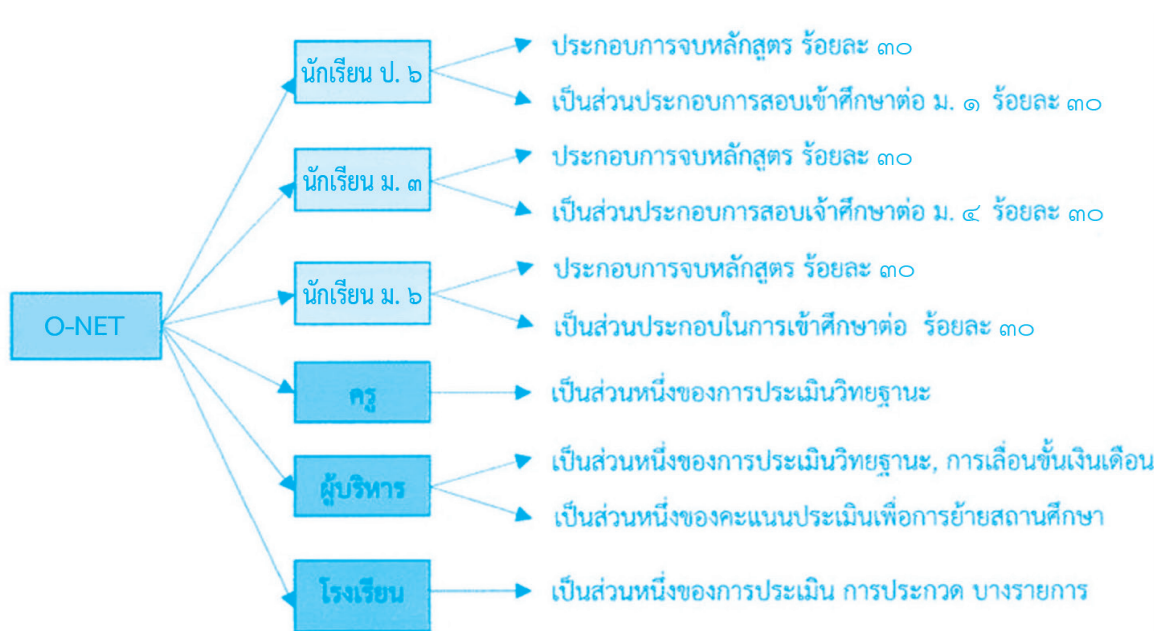 ประกอบการจบหลักสูตร ร้อยละ ๓๐
นักเรียน ป. ๖
เป็นส่วนประกอบการสอบเข้าศึกษาต่อ ม. ๑ ร้อยละ ๓๐
ประกอบการจบหลักสูตร ร้อยละ ๓๐
นักเรียน ม. ๓
เป็นส่วนประกอบการสอบเจ้าศึกษาต่อ ม. ๔ ร้อยละ ๓๐
ประกอบการจบหลักสูตร ร้อยละ ๓๐
นักเรียน ม. ๖
O-NET
เป็นส่วนประกอบในการเข้าศึกษาต่อ ร้อยละ ๓๐
ครู
เป็นส่วนหนึ่งของการประเมินวิทยฐานะ
เป็นส่วนหนึ่งของการประเมินวิทยฐานะ, การเลื่อนขั้นเงินเดือน
ผู้บริหาร
เป็นส่วนหนึ่งของคะแนนประเมินเพื่อการย้ายสถานศึกษา
โรงเรียน
เป็นส่วนหนึ่งของการประเมิน การประกวด บางรายการ